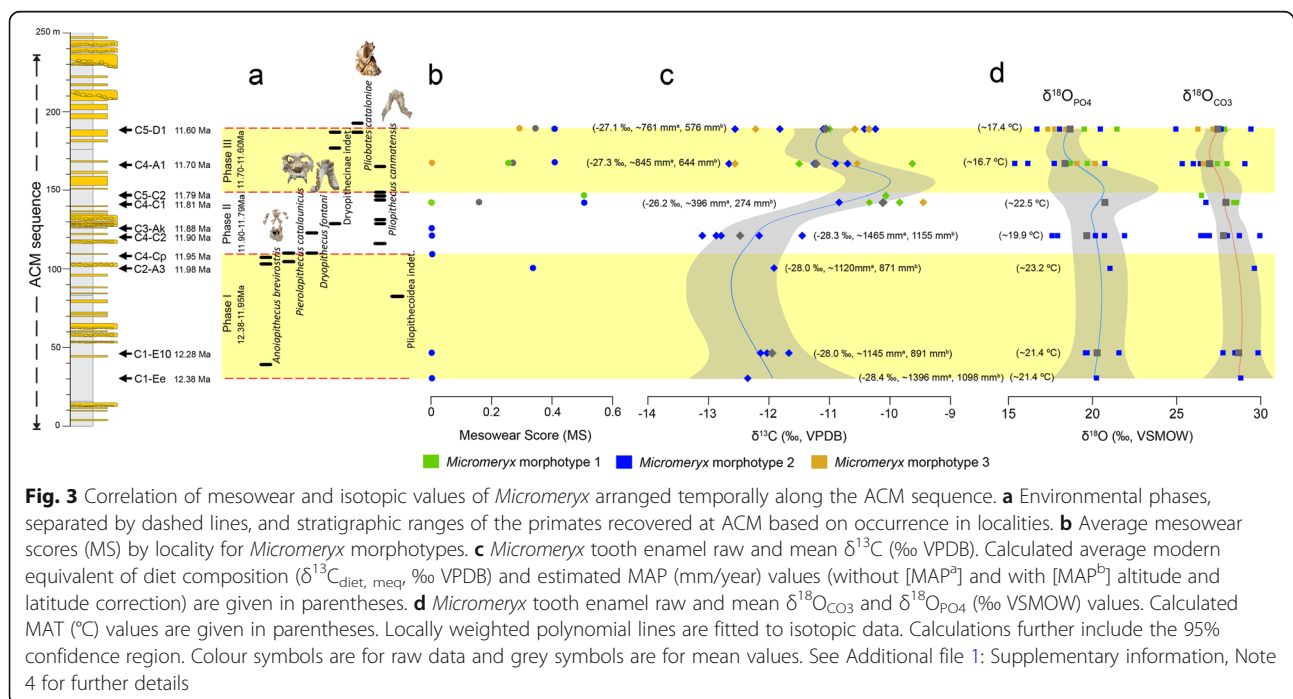 250 m
200
150
100
50
0
ACM sequence
C5-D1 11.60 Ma
C4-A1 11.70 Ma
C5-C2 11.79 Ma
C4-C1 11.81 Ma
C3-Ak 11.88 Ma
C4-C2 11.90 Ma
C4-Cp 11.95 Ma
C2-A3 11.98 Ma
C1-E10 12.28 Ma
C1-Ee 12.38 Ma
a
Phase III
11.70-11.60Ma
Phase II
11.90-11.79Ma
Phase I
12.38-11.95Ma
Anoiapithecus brevirostris
Pierolapithecus catalaunicus
Dryopithecus fontani
Dryopithecinae indet.
Pliobates cataloniae
Pliopithecus canmatensis
Pliopithecoidea indet.
b
0 0.2 0.4 0.6
Mesowear Score (MS)
c
(-27.1 ‰, ~761 mmᵃ, 576 mmᵇ)
(-27.3 ‰, ~845 mmᵃ, 644 mmᵇ)
(-26.2 ‰, ~396 mmᵃ, 274 mmᵇ)
(-28.3 ‰, ~1465 mmᵃ, 1155 mmᵇ)
(-28.0 ‰, ~1120mmᵃ, 871 mmᵇ)
(-28.0 ‰, ~1145 mmᵃ, 891 mmᵇ)
(-28.4 ‰, ~1396 mmᵃ, 1098 mmᵇ)
-14 -13 -12 -11 -10 -9
δ¹³C (‰, VPDB)
d
δ¹⁸O_PO4 δ¹⁸O_CO3
(~17.4 ºC)
(~16.7 ºC)
(~22.5 ºC)
(~19.9 ºC)
(~23.2 ºC)
(~21.4 ºC)
(~21.4 ºC)
15 20 25 30
δ¹⁸O (‰, VSMOW)
Micromeryx morphotype 1 Micromeryx morphotype 2 Micromeryx morphotype 3
Fig. 3 Correlation of mesowear and isotopic values of Micromeryx arranged temporally along the ACM sequence. a Environmental phases,
separated by dashed lines, and stratigraphic ranges of the primates recovered at ACM based on occurrence in localities. b Average mesowear
scores (MS) by locality for Micromeryx morphotypes. c Micromeryx tooth enamel raw and mean δ¹³C (‰ VPDB). Calculated average modern
equivalent of diet composition (δ¹³C_diet, meq, ‰ VPDB) and estimated MAP (mm/year) values (without [MAPᵃ] and with [MAPᵇ] altitude and
latitude correction) are given in parentheses. d Micromeryx tooth enamel raw and mean δ¹⁸O_CO3 and δ¹⁸O_PO4 (‰ VSMOW) values. Calculated
MAT (°C) values are given in parentheses. Locally weighted polynomial lines are fitted to isotopic data. Calculations further include the 95%
confidence region. Colour symbols are for raw data and grey symbols are for mean values. See Additional file 1: Supplementary information, Note
4 for further details